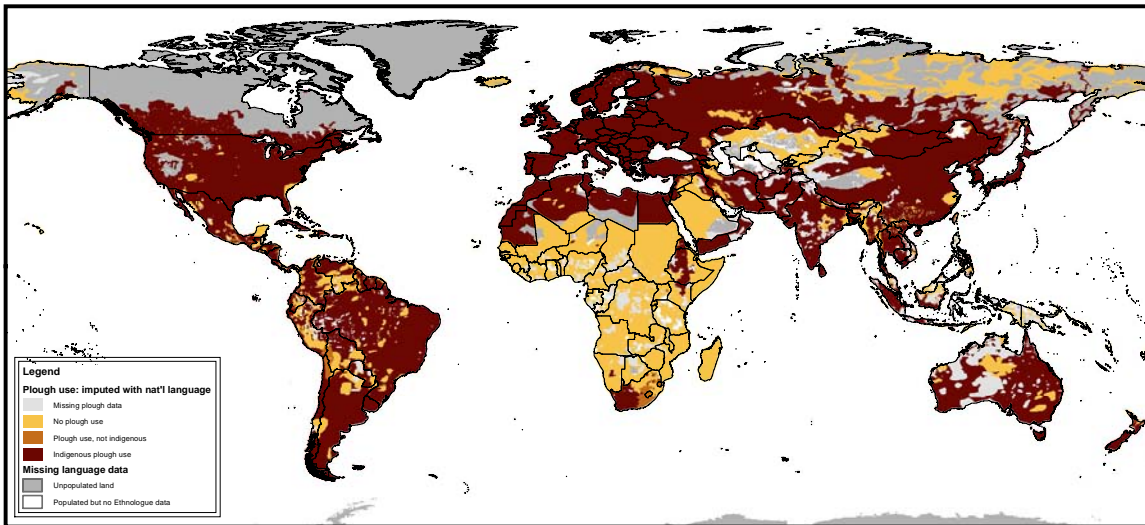 Legend
Plough use: imputed with nat'l language
Missing plough data
No plough use
Plough use, not indigenous
Indigenous plough use
Missing language data
Unpopulated land
Populated but no Ethnologue data